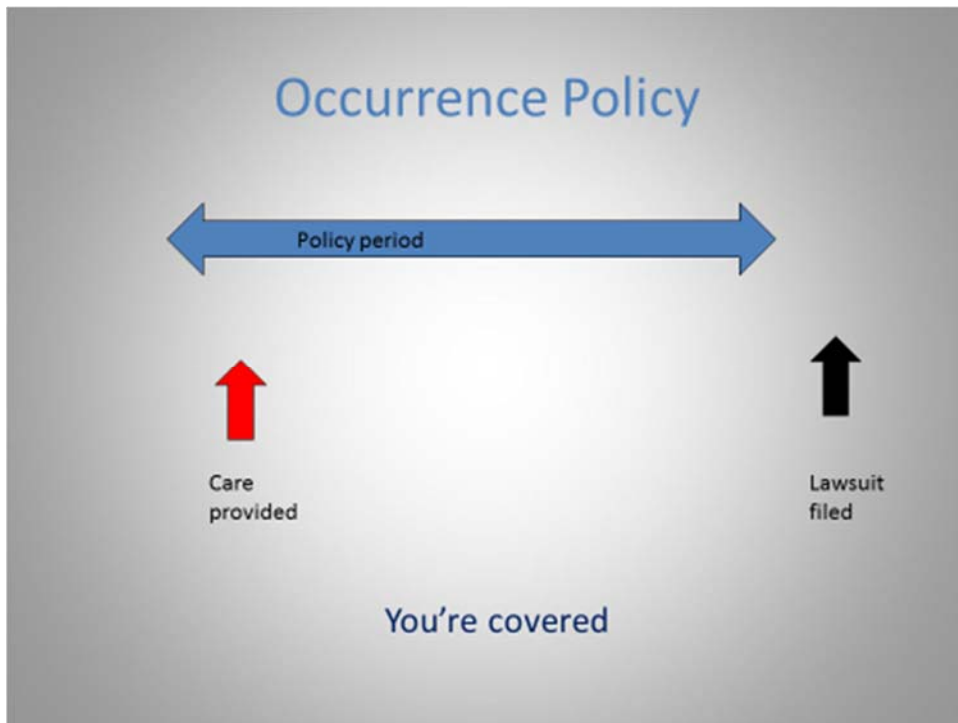 Occurrence Policy
Policy period
Care
provided
Lawsuit
filed
You’re covered